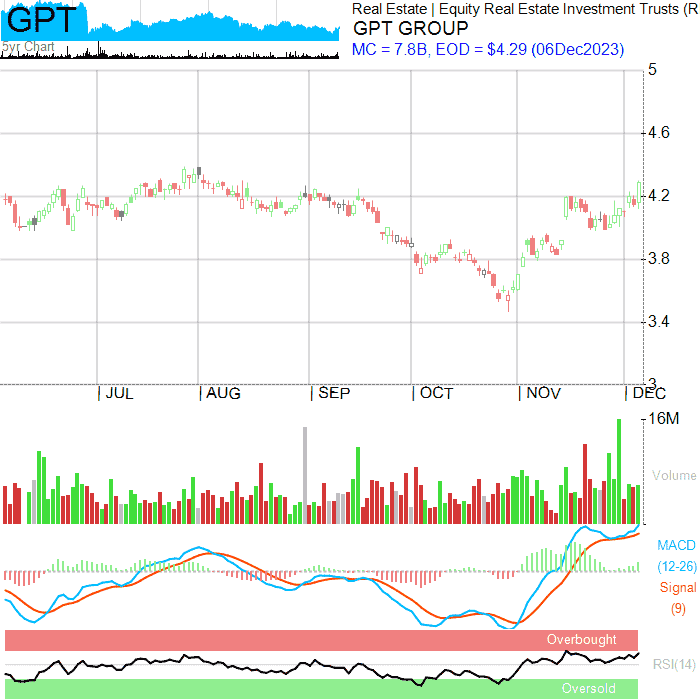 GPT
5yr Chart
Real Estate | Equity Real Estate Investment Trusts (R
GPT GROUP
MC = 7.8B, EOD = $4.29 (06Dec2023)
5
4.6
4.2
3.8
3.4
3
| JUL | AUG | SEP | OCT | NOV | DEC
16M
Volume
MACD
(12-26)
Signal
(9)
Overbought
RSI(14)
Oversold